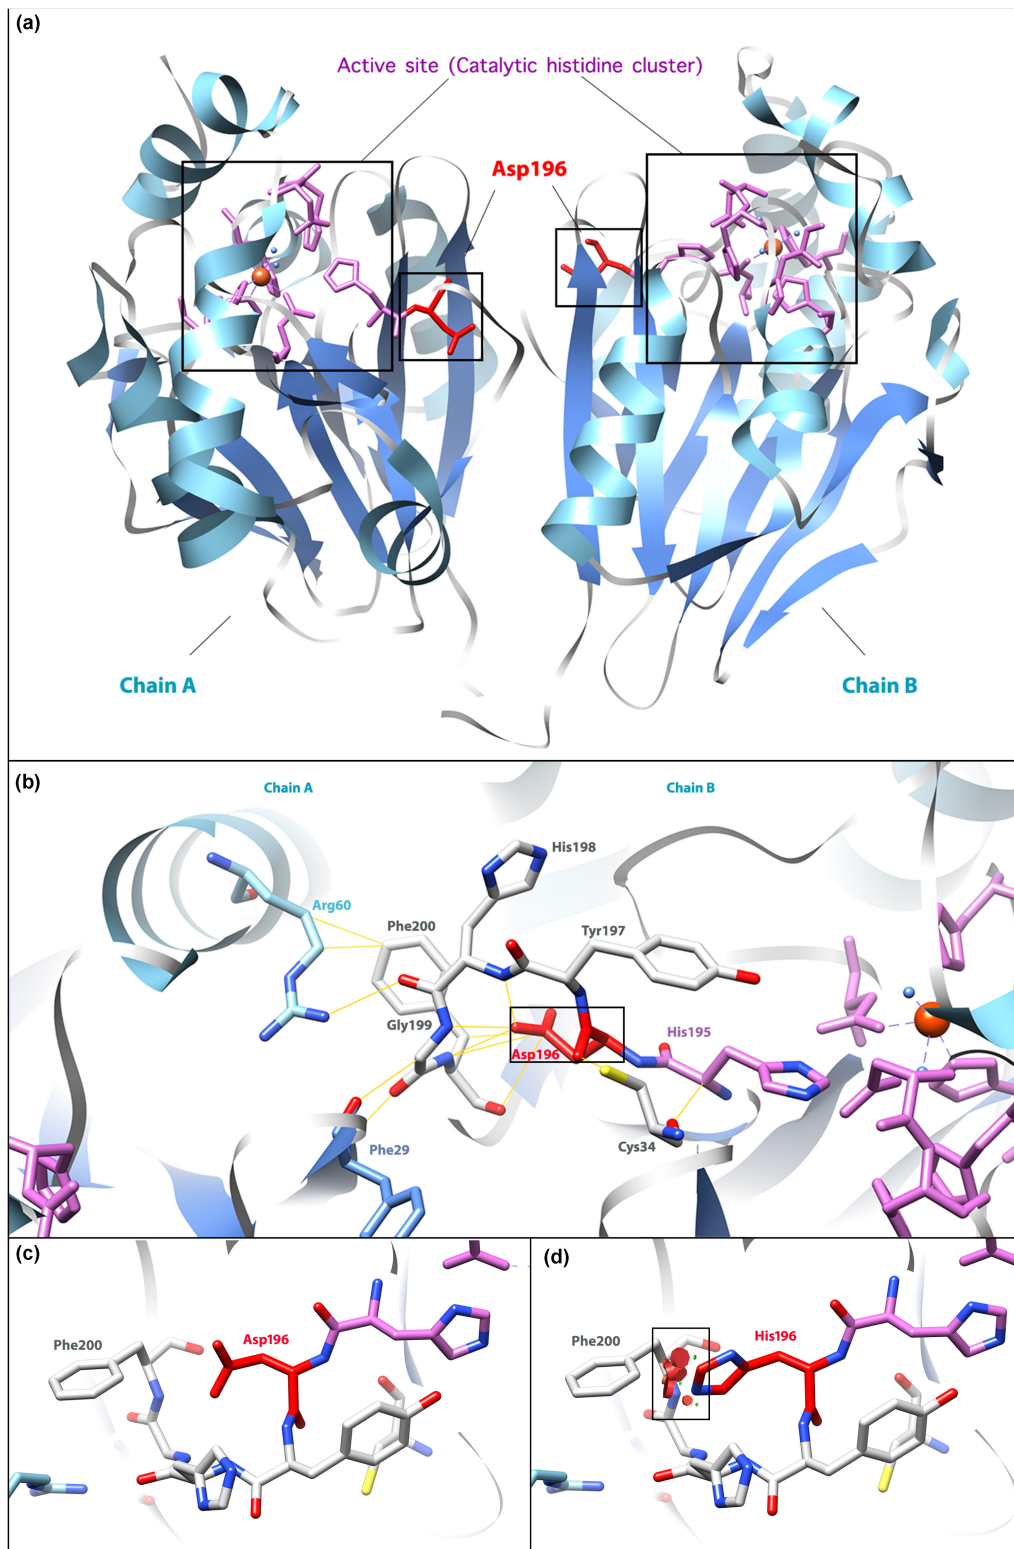 (a)
Active site (Catalytic histidine cluster)
Asp196
Chain A
Chain B
(b)
Chain A
Chain B
His198
Arg60
Phe200
Tyr197
Gly199
Asp196
His195
Phe29
Cys34
(c)
Phe200
Asp196
(d)
Phe200
His196